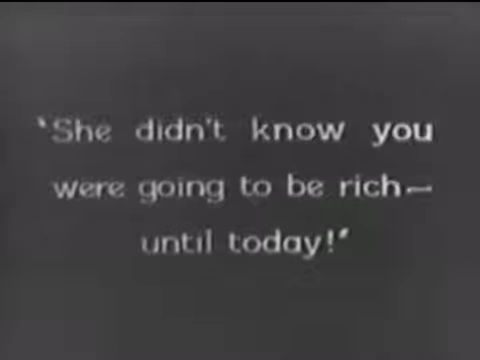 "She didn't know you
were going to be rich—
until today!"